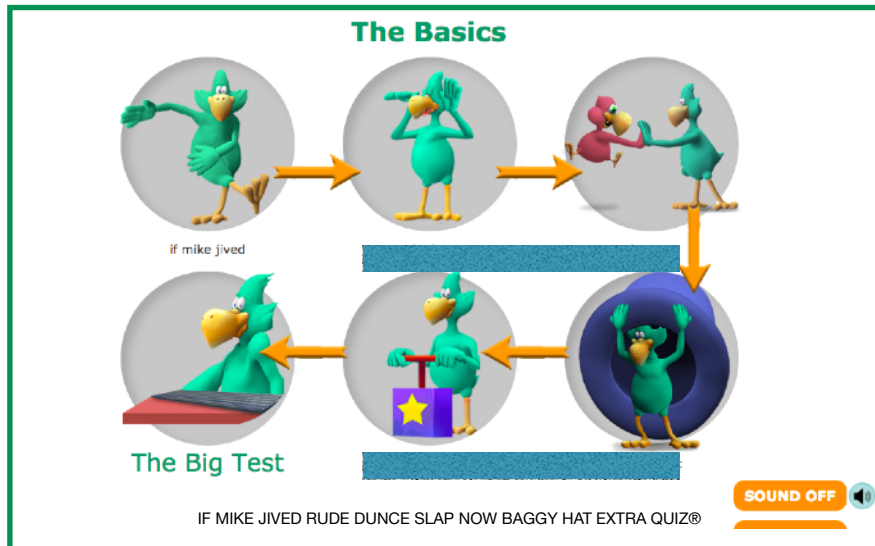 The Basics
if mike jived
The Big Test
IF MIKE JIVED RUDE DUNCE SLAP NOW BAGGY HAT EXTRA QUIZ®
SOUND OFF